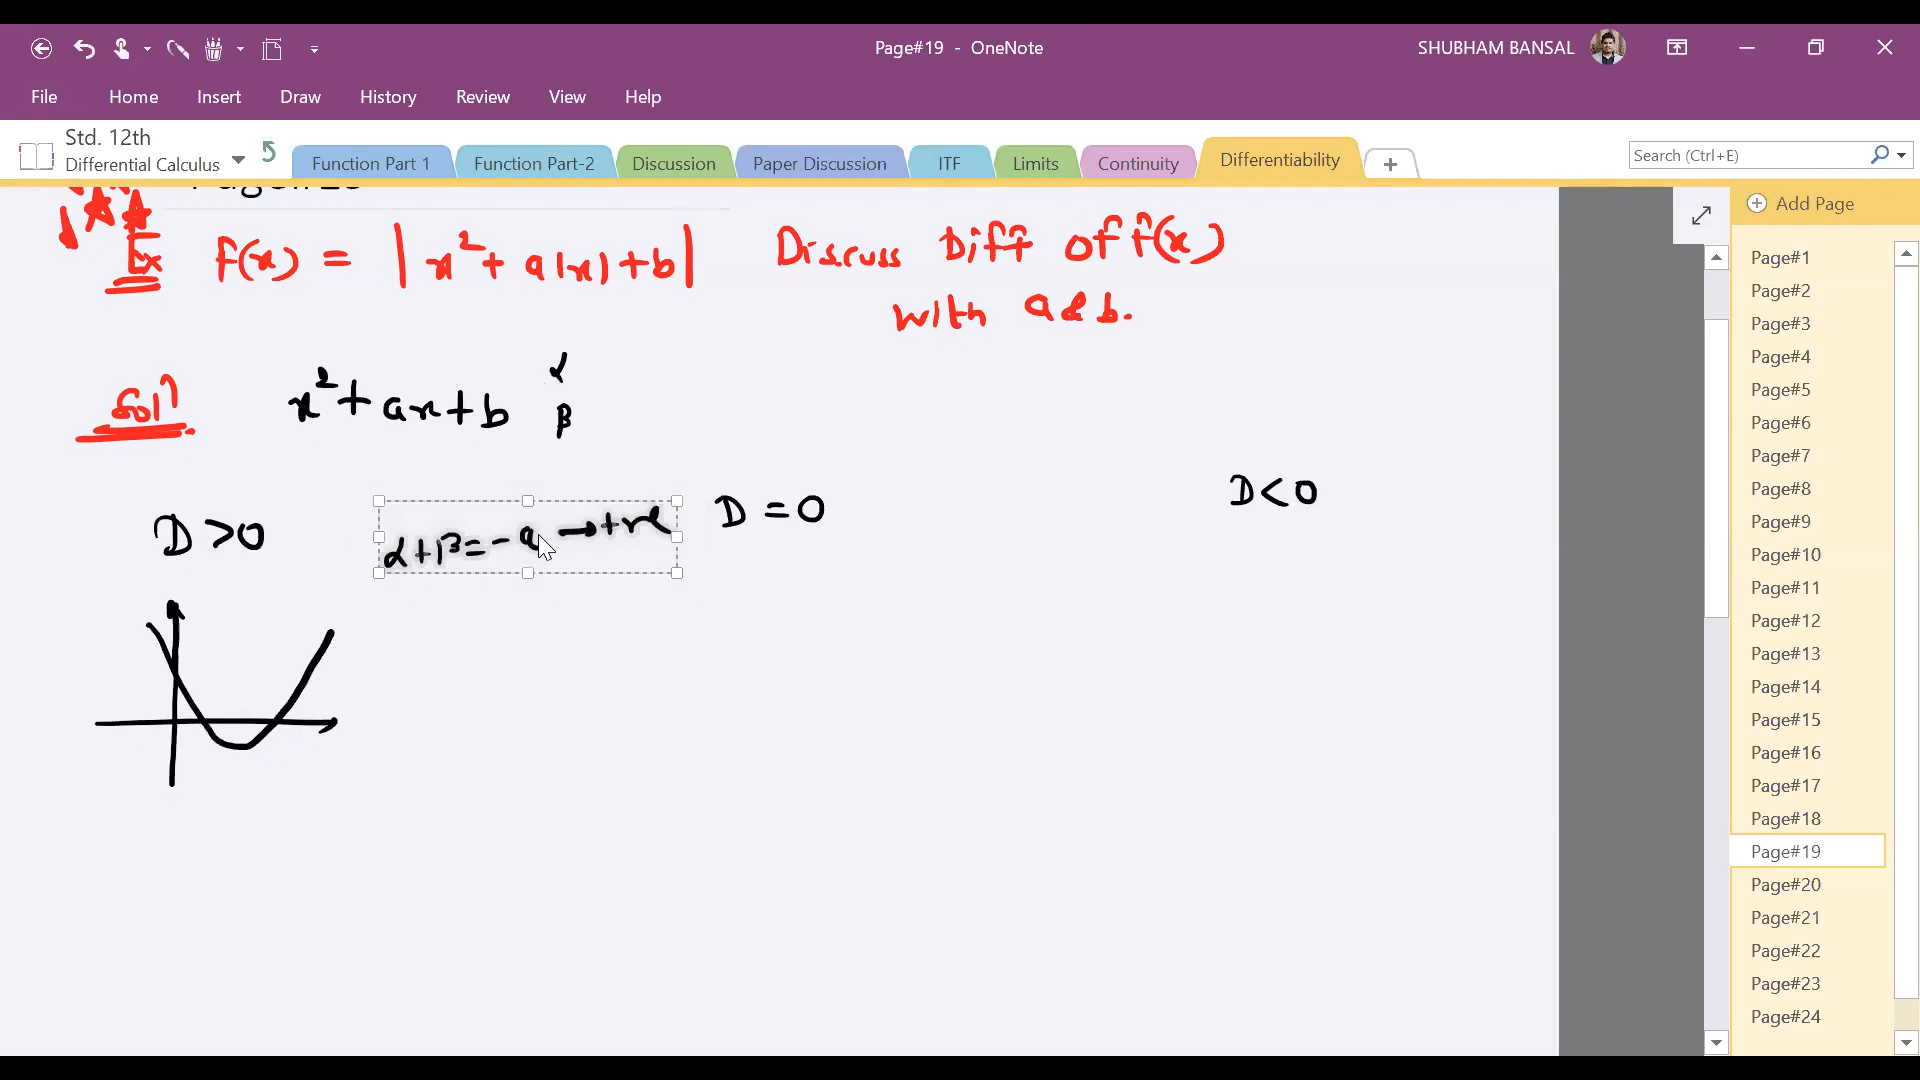 Page#19 - OneNote
SHUBHAM BANSAL
File Home Insert Draw History Review View Help
Std. 12th
Differential Calculus
Function Part 1
Function Part-2
Discussion
Paper Discussion
ITF
Limits
Continuity
Differentiability
Search (Ctrl+E)
Add Page
Ex f(x) = |x²+a|x|+b| Discuss Diff of f(x)
with a & b.
Solⁿ x²+ax+b α
β
D>0 α+β=-a→+ve D=0 D<0
Page#1
Page#2
Page#3
Page#4
Page#5
Page#6
Page#7
Page#8
Page#9
Page#10
Page#11
Page#12
Page#13
Page#14
Page#15
Page#16
Page#17
Page#18
Page#19
Page#20
Page#21
Page#22
Page#23
Page#24